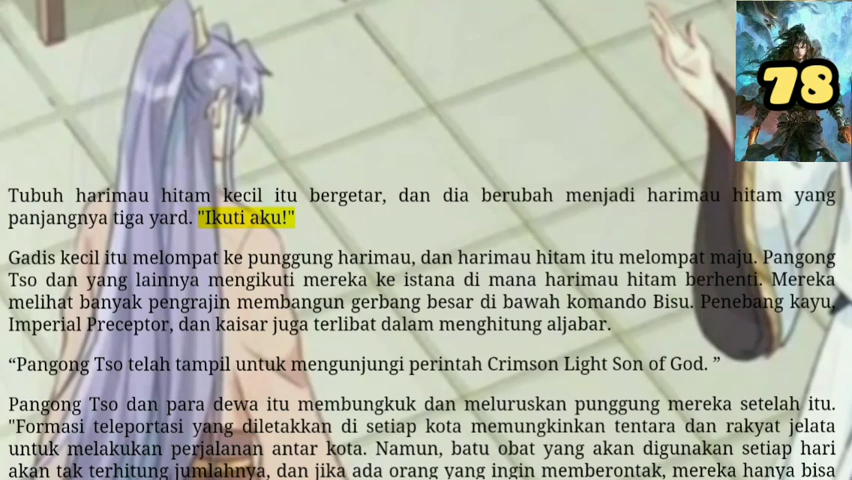 78
Tubuh harimau hitam kecil itu bergetar, dan dia berubah menjadi harimau hitam yang
panjangnya tiga yard. "Ikuti aku!"
Gadis kecil itu melompat ke punggung harimau, dan harimau hitam itu melompat maju. Pangong
Tso dan yang lainnya mengikuti mereka ke istana di mana harimau hitam berhenti. Mereka
melihat banyak pengrajin membangun gerbang besar di bawah komando Bisu. Penebang kayu,
Imperial Preceptor, dan kaisar juga terlibat dalam menghitung aljabar.
“Pangong Tso telah tampil untuk mengunjungi perintah Crimson Light Son of God. ”
Pangong Tso dan para dewa itu membungkuk dan meluruskan punggung mereka setelah itu.
"Formasi teleportasi yang diletakkan di setiap kota memungkinkan tentara dan rakyat jelata
untuk melakukan perjalanan antar kota. Namun, batu obat yang akan digunakan setiap hari
akan tak terhitung jumlahnya, dan jika ada orang yang ingin memberontak, mereka hanya bisa